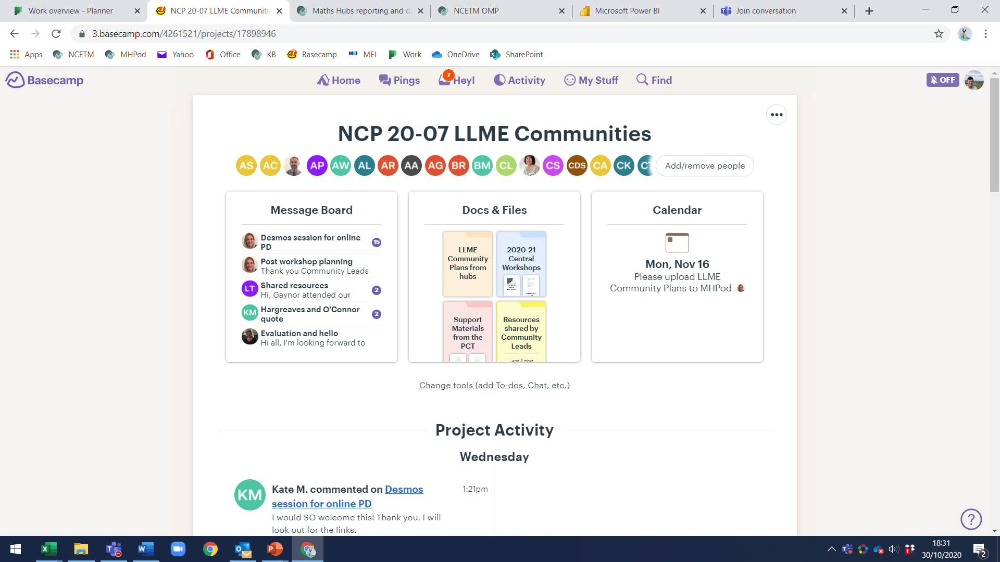 Work overview - Planner
NCP 20-07 LLME Communitie
Maths Hubs reporting and da
NCETM OMP
Microsoft Power BI
Join conversation
3.basecamp.com/4261521/projects/17898946
Apps
NCETM
MHPod
Yahoo
Office
KB
Basecamp
MEI MEI
Work
OneDrive
SharePoint
Basecamp
Home
Pings
7
Hey!
Activity
My Stuff
Find
OFF
NCP 20-07 LLME Communities
AS AC AP AW AL AR AA AG BR BM CL CS CDS CA CK CT
Add/remove people
Message Board
Desmos session for online
PD
15
Post workshop planning
Thank you Community Leads
LT
Shared resources
Hi, Gaynor attended our
2
KM
Hargreaves and O'Connor
quote
2
Evaluation and hello
Hi all, I'm looking forward to
Docs & Files
LLME
Community
Plans from
hubs
2020-21
Central
Workshops
Support
Materials
from the
PCT
Resources
shared by
Community
Leads
...and 8 more
Calendar
Mon, Nov 16
Please upload LLME
Community Plans to MHPod
Change tools (add To-dos, Chat, etc.)
Project Activity
Wednesday
KM
Kate M. commented on Desmos
session for online PD
1:21pm
I would SO welcome this! Thank you. I will
look out for the links.
?
18:31
30/10/2020
2